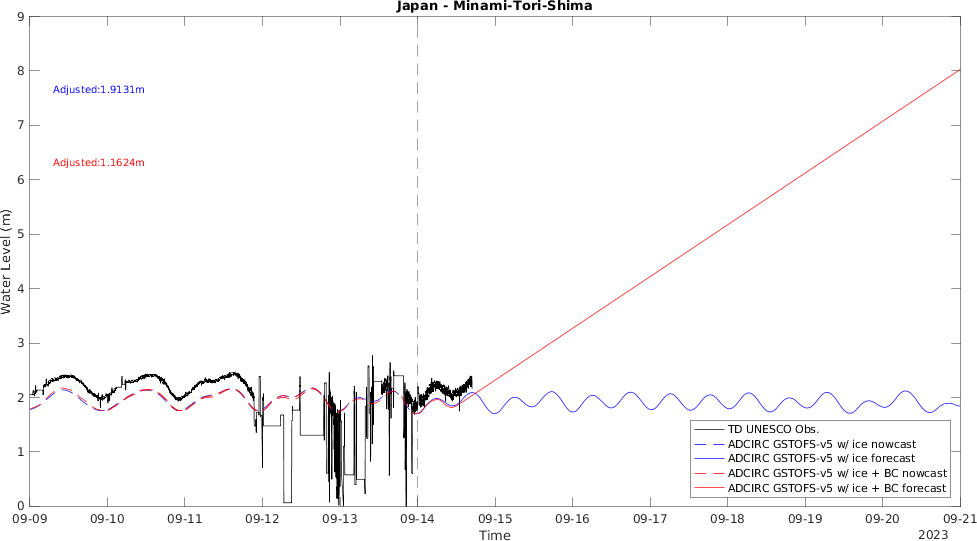 Japan - Minami-Tori-Shima
9
8
7
6
5
4
3
2
1
0
Water Level (m)
Adjusted:1.9131m
Adjusted:1.1624m
TD UNESCO Obs.
ADCIRC GSTOFS-v5 w/ ice nowcast
ADCIRC GSTOFS-v5 w/ ice forecast
ADCIRC GSTOFS-v5 w/ ice + BC nowcast
ADCIRC GSTOFS-v5 w/ ice + BC forecast
09-09 09-10 09-11 09-12 09-13 09-14 09-15 09-16 09-17 09-18 09-19 09-20 09-21
Time
2023